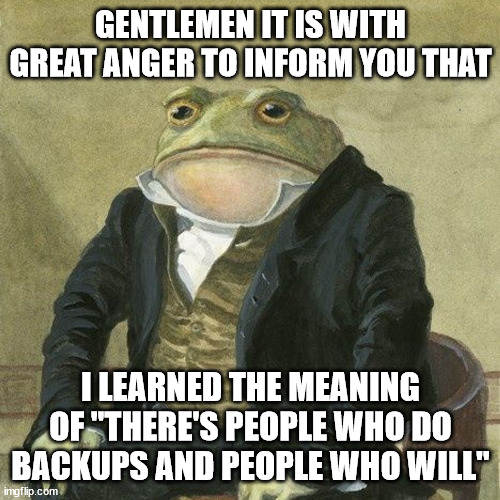 GENTLEMEN IT IS WITH
GREAT ANGER TO INFORM YOU THAT
I LEARNED THE MEANING
OF "THERE'S PEOPLE WHO DO
BACKUPS AND PEOPLE WHO WILL"
imgflip.com